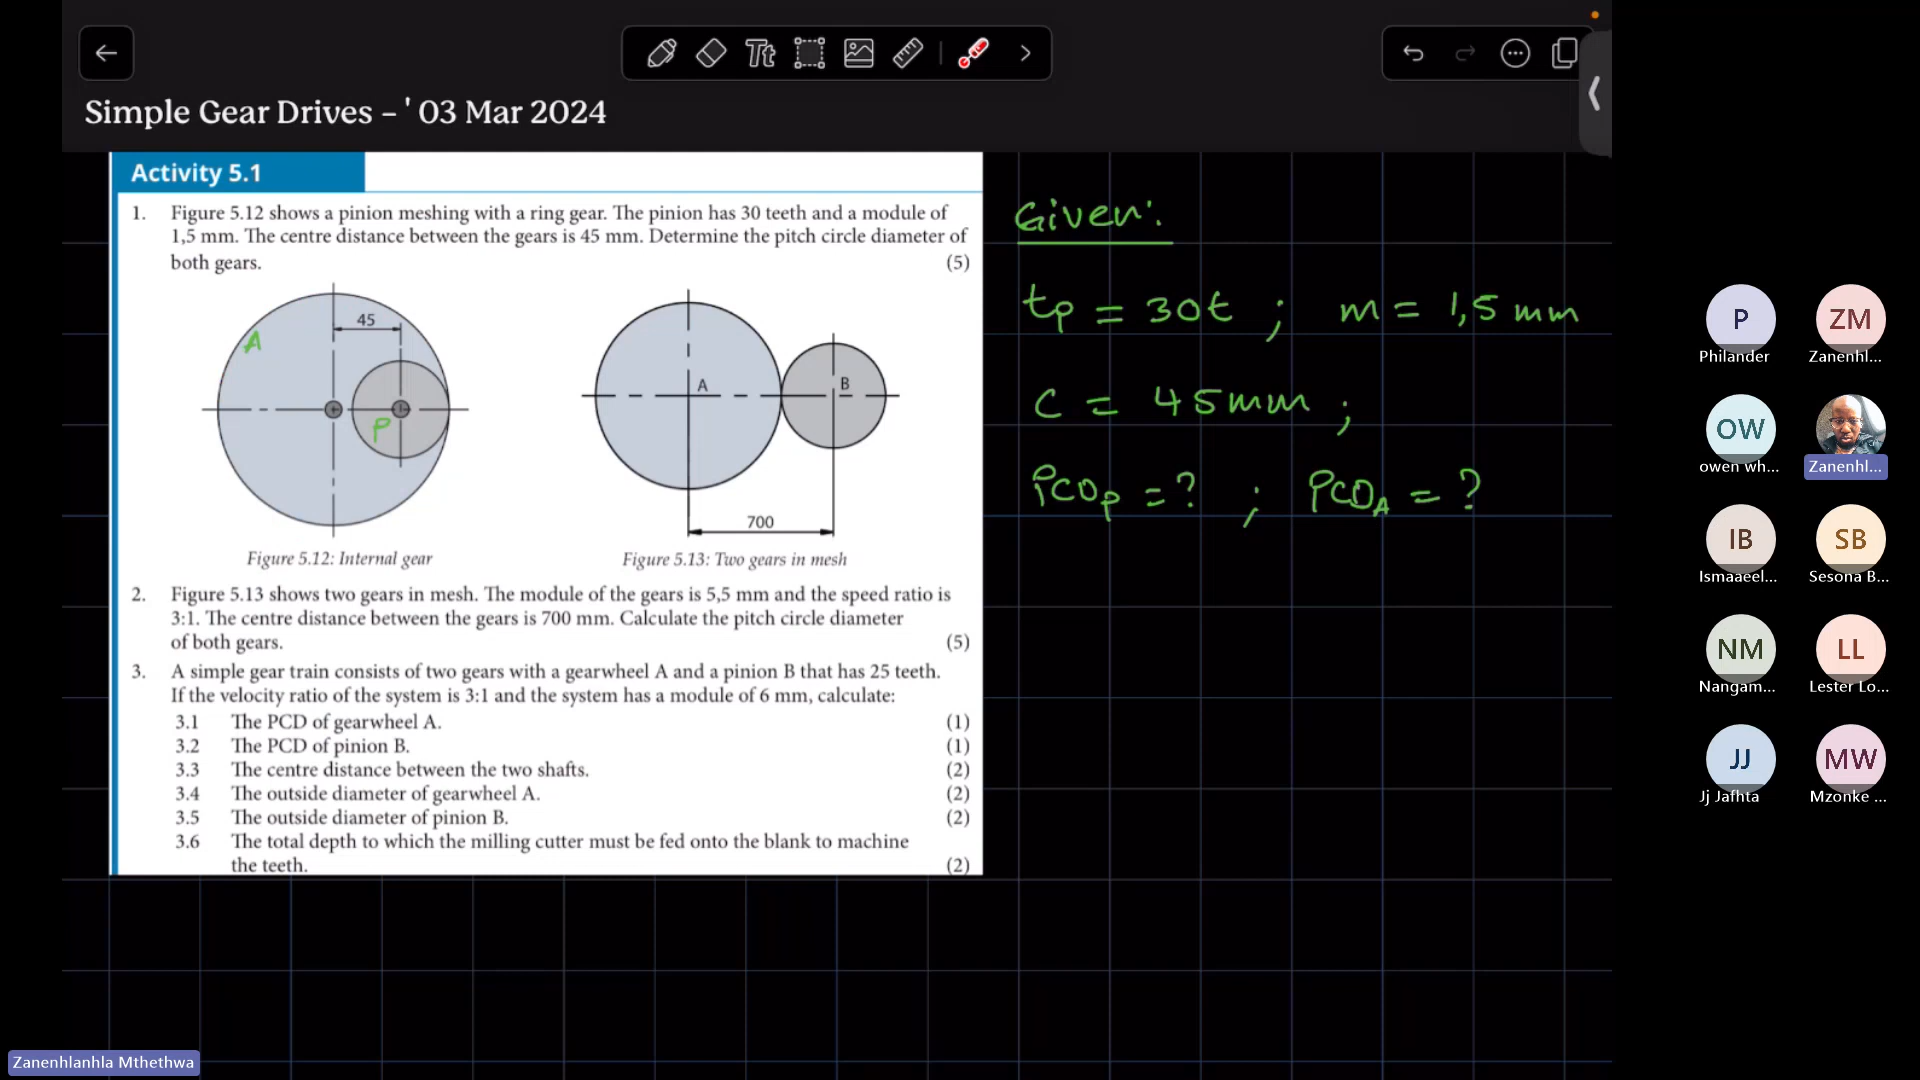 Simple Gear Drives - ' 03 Mar 2024
Activity 5.1
1. Figure 5.12 shows a pinion meshing with a ring gear. The pinion has 30 teeth and a module of
1,5 mm. The centre distance between the gears is 45 mm. Determine the pitch circle diameter of
both gears. (5)
45
A
P
Figure 5.12: Internal gear
A
B
700
Figure 5.13: Two gears in mesh
2. Figure 5.13 shows two gears in mesh. The module of the gears is 5,5 mm and the speed ratio is
3:1. The centre distance between the gears is 700 mm. Calculate the pitch circle diameter
of both gears. (5)
3. A simple gear train consists of two gears with a gearwheel A and a pinion B that has 25 teeth.
If the velocity ratio of the system is 3:1 and the system has a module of 6 mm, calculate:
3.1 The PCD of gearwheel A. (1)
3.2 The PCD of pinion B. (1)
3.3 The centre distance between the two shafts. (2)
3.4 The outside diameter of gearwheel A. (2)
3.5 The outside diameter of pinion B. (2)
3.6 The total depth to which the milling cutter must be fed onto the blank to machine
the teeth. (2)
Given:
tp = 30t ; m = 1,5 mm
C = 45mm ;
PCDp = ? ; PCDA = ?
P
Philander
ZM
Zanenhl...
OW
owen wh...
Zanenhl...
IB
Ismaaeel...
SB
Sesona B...
NM
Nangam...
LL
Lester Lo...
JJ
Jj Jafhta
MW
Mzonke ...
Zanenhlanhla Mthethwa